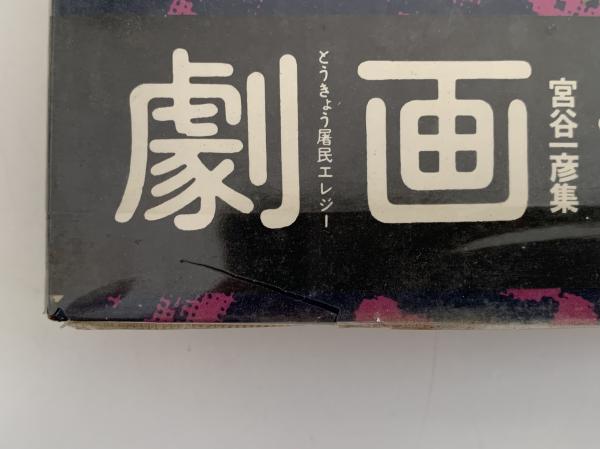 劇画
とうきょう屠民エレジー
宮谷一彦集